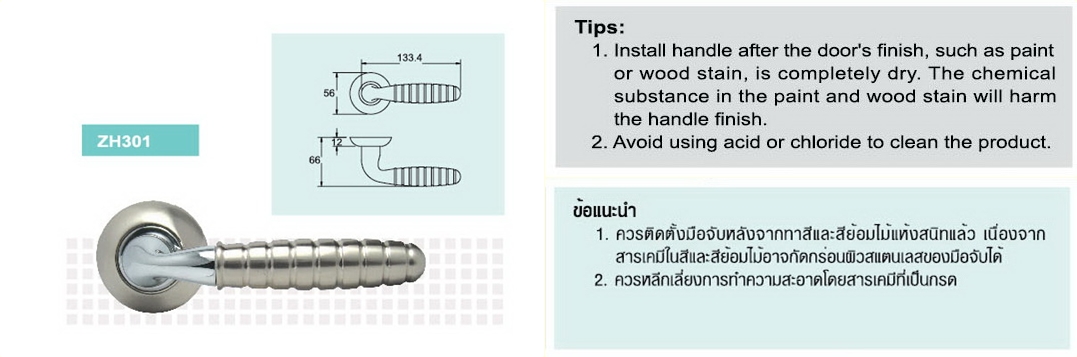 ZH301
133.4
56
12
66
Tips:
1. Install handle after the door's finish, such as paint
or wood stain, is completely dry. The chemical
substance in the paint and wood stain will harm
the handle finish.
2. Avoid using acid or chloride to clean the product.
ข้อแนะนำ
1. ควรติดตั้งมือจับหลังจากทาสีและสีย้อมไม้แห้งสนิทแล้ว เนื่องจาก
สารเคมีในสีและสีย้อมไม้อาจกัดกร่อนผิวสแตนเลสของมือจับได้
2. ควรหลีกเลี่ยงการทำความสะอาดโดยสารเคมีที่เป็นกรด